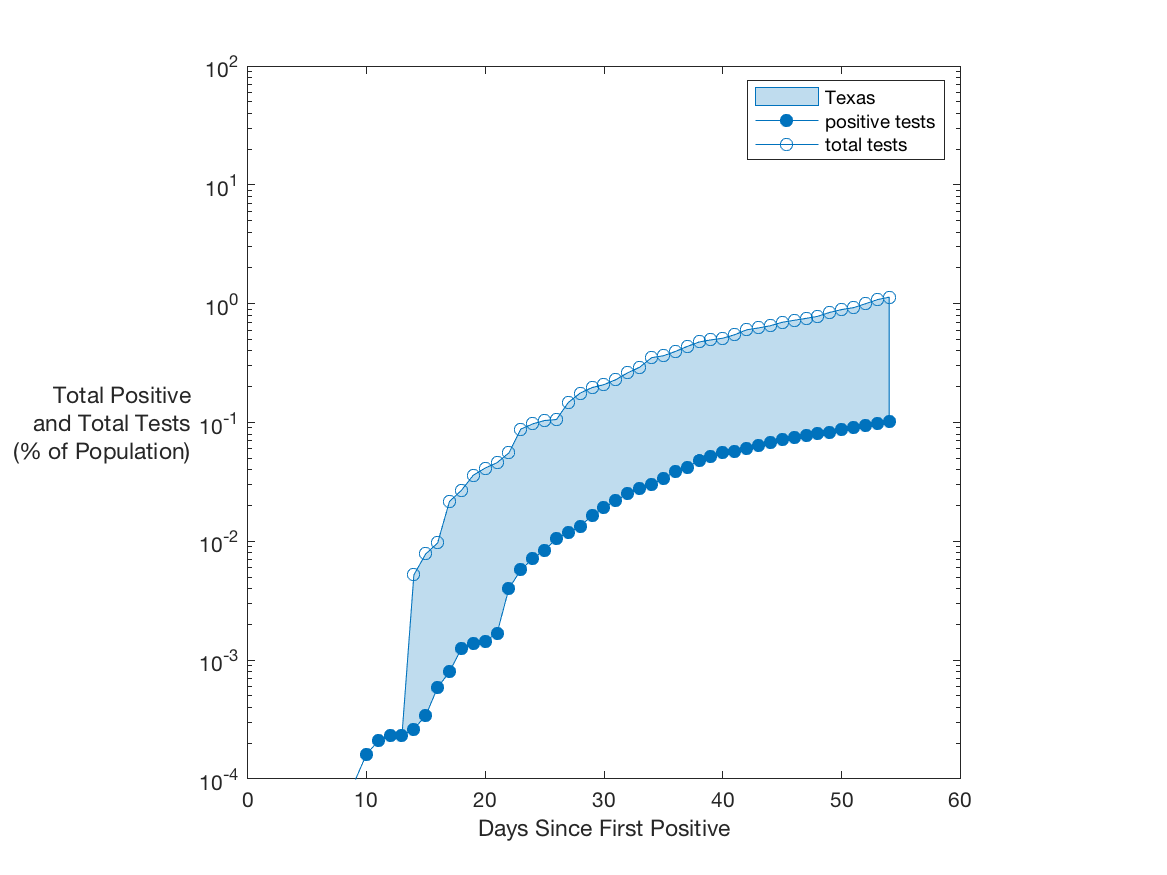 10^2
10^1
10^0
10^-1
10^-2
10^-3
10^-4
Total Positive
and Total Tests
(% of Population)
Texas
positive tests
total tests
0 10 20 30 40 50 60
Days Since First Positive